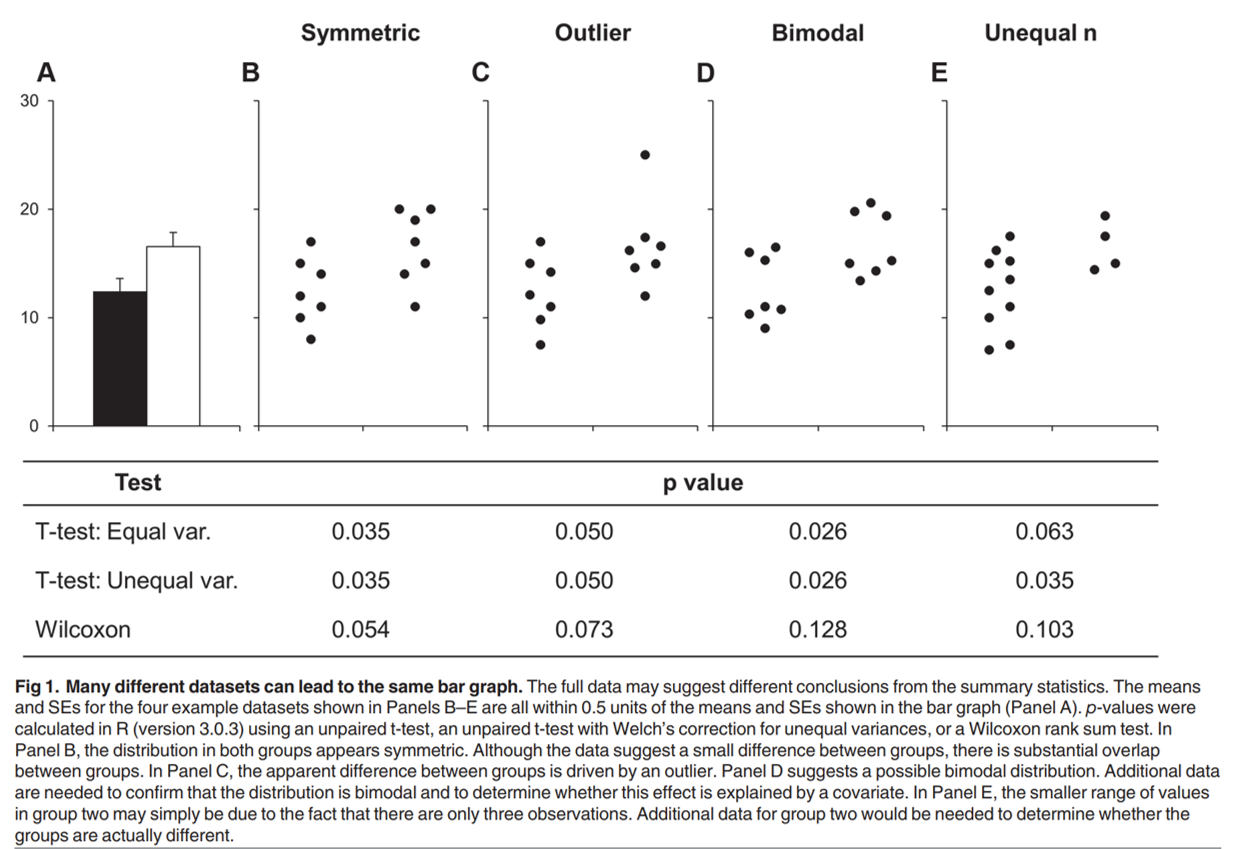 Symmetric Outlier Bimodal Unequal n
A B C D E
30
20
10
0
Test p value
T-test: Equal var. 0.035 0.050 0.026 0.063
T-test: Unequal var. 0.035 0.050 0.026 0.035
Wilcoxon 0.054 0.073 0.128 0.103
Fig 1. Many different datasets can lead to the same bar graph. The full data may suggest different conclusions from the summary statistics. The means
and SEs for the four example datasets shown in Panels B–E are all within 0.5 units of the means and SEs shown in the bar graph (Panel A). p-values were
calculated in R (version 3.0.3) using an unpaired t-test, an unpaired t-test with Welch's correction for unequal variances, or a Wilcoxon rank sum test. In
Panel B, the distribution in both groups appears symmetric. Although the data suggest a small difference between groups, there is substantial overlap
between groups. In Panel C, the apparent difference between groups is driven by an outlier. Panel D suggests a possible bimodal distribution. Additional data
are needed to confirm that the distribution is bimodal and to determine whether this effect is explained by a covariate. In Panel E, the smaller range of values
in group two may simply be due to the fact that there are only three observations. Additional data for group two would be needed to determine whether the
groups are actually different.